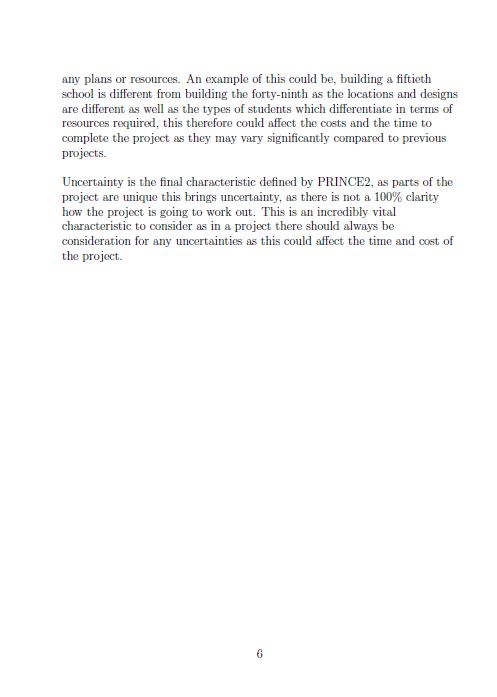 any plans or resources. An example of this could be, building a fiftieth
school is different from building the forty-ninth as the locations and designs
are different as well as the types of students which differentiate in terms of
resources required, this therefore could affect the costs and the time to
complete the project as they may vary significantly compared to previous
projects.
Uncertainty is the final characteristic defined by PRINCE2, as parts of the
project are unique this brings uncertainty, as there is not a 100% clarity
how the project is going to work out. This is an incredibly vital
characteristic to consider as in a project there should always be
consideration for any uncertainties as this could affect the time and cost of
the project.
6